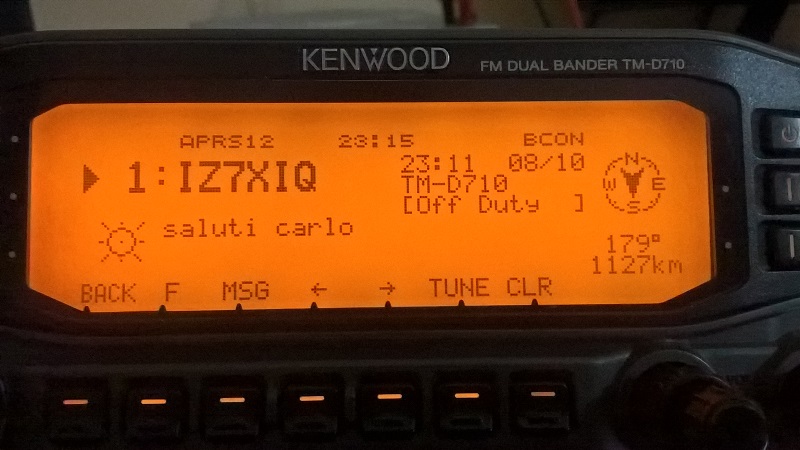 KENWOOD FM DUAL BANDER TM-D710
APRS12 23:15 BCON
1:IZ7XIQ 23:11 08/10
TM-D710
[Off Duty ]
N
W E
S
saluti carlo
179°
1127km
BACK F MSG ← → TUNE CLR